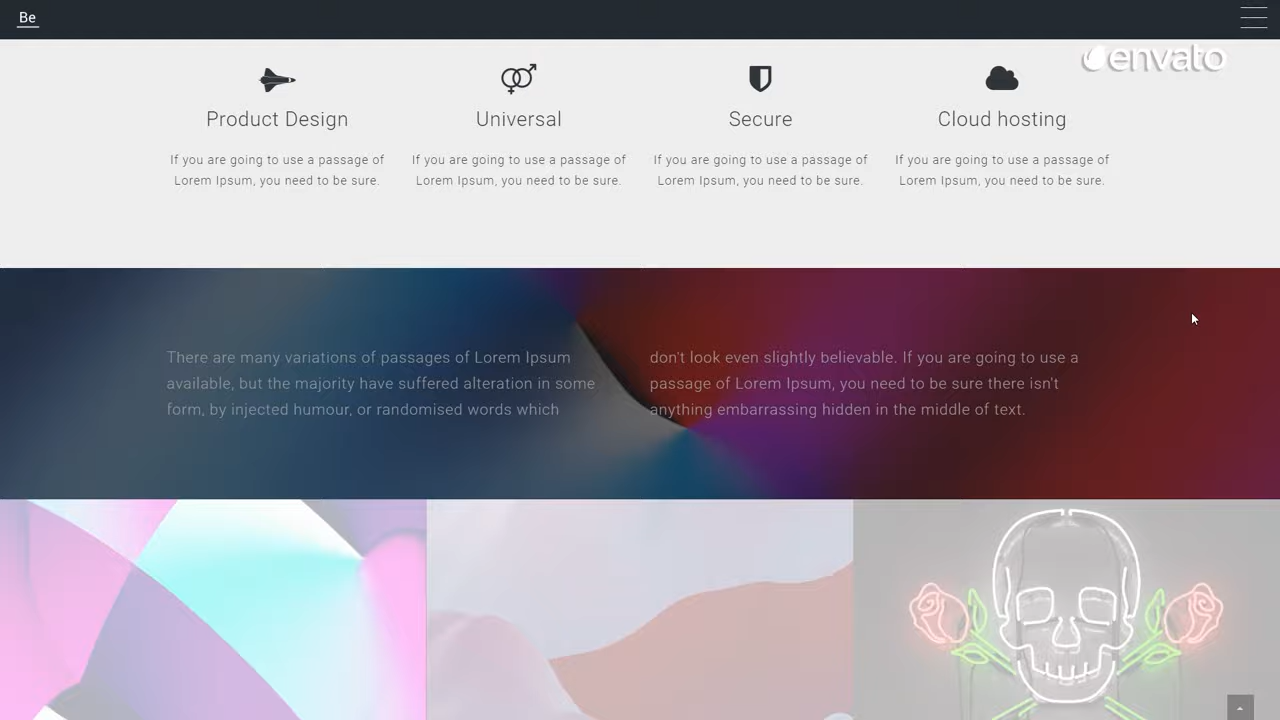 Be
envato
Product Design
Universal
Secure
Cloud hosting
If you are going to use a passage of
Lorem Ipsum, you need to be sure.
If you are going to use a passage of
Lorem Ipsum, you need to be sure.
If you are going to use a passage of
Lorem Ipsum, you need to be sure.
If you are going to use a passage of
Lorem Ipsum, you need to be sure.
There are many variations of passages of Lorem Ipsum
available, but the majority have suffered alteration in some
form, by injected humour, or randomised words which
don't look even slightly believable. If you are going to use a
passage of Lorem Ipsum, you need to be sure there isn't
anything embarrassing hidden in the middle of text.